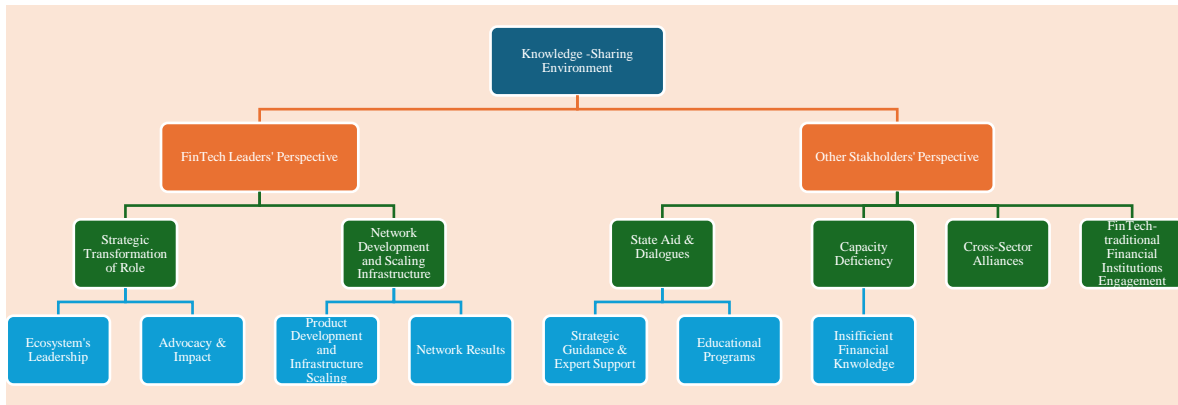 Knowledge -Sharing
Environment
FinTech Leaders' Perspective
Other Stakholders' Perspective
Strategic
Transformation
of Role
Network
Development
and Scaling
Infrastructure
State Aid &
Dialogues
Capacity
Deficiency
Cross-Sector
Alliances
FinTech-
traditional
Financial
Institutions
Engagement
Ecosystem's
Leadership
Advocacy &
Impact
Product
Development
and
Infrastructure
Scaling
Network Results
Strategic
Guidance &
Expert Support
Educational
Programs
Insufficient
Financial
Knwoledge